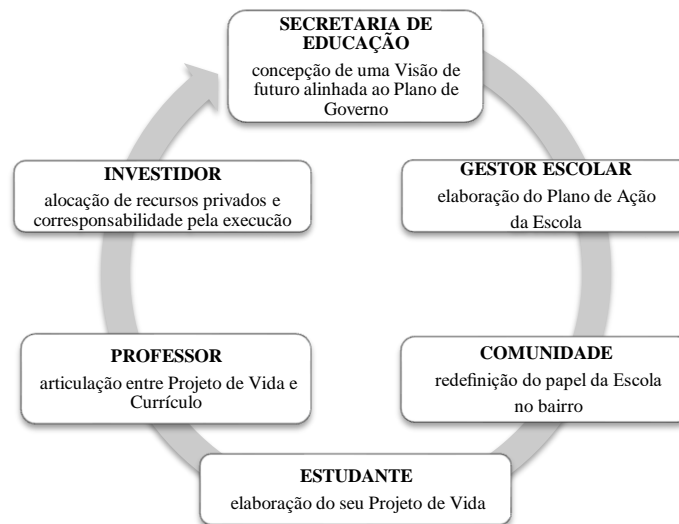 SECRETARIA DE
EDUCAÇÃO
concepção de uma Visão de
futuro alinhada ao Plano de
Governo
GESTOR ESCOLAR
elaboração do Plano de Ação
da Escola
COMUNIDADE
redefinição do papel da Escola
no bairro
ESTUDANTE
elaboração do seu Projeto de Vida
PROFESSOR
articulação entre Projeto de Vida e
Currículo
INVESTIDOR
alocação de recursos privados e
corresponsabilidade pela execucão